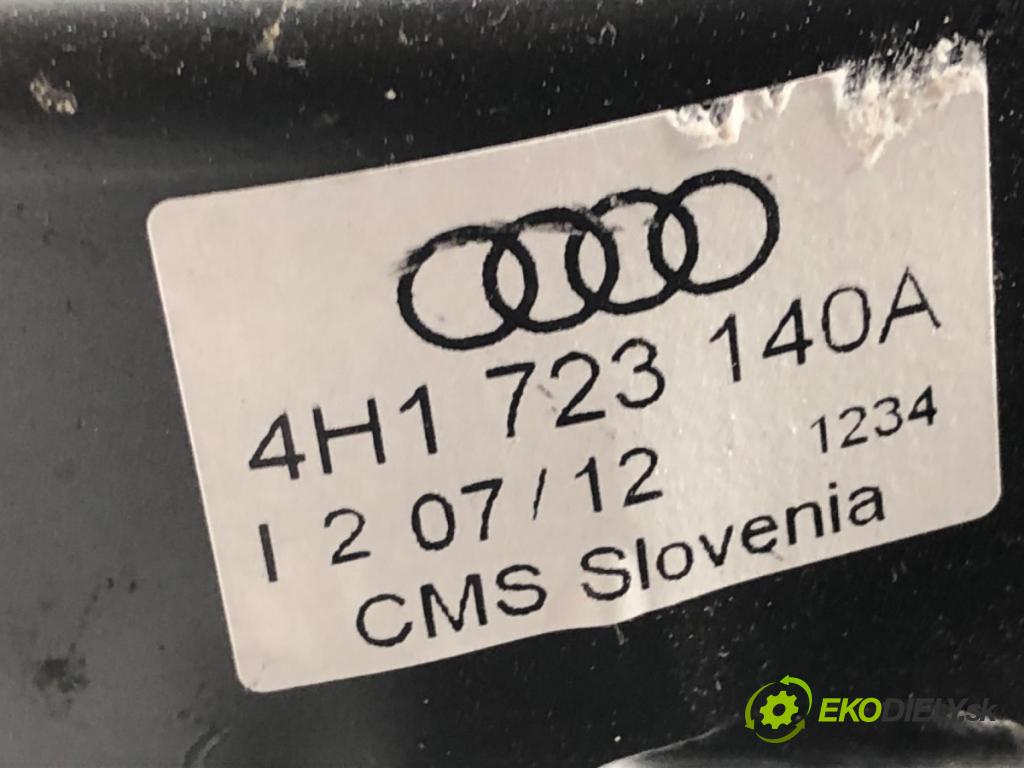 4H1 723 140A
I 2 07/12 1234
CMS Slovenia
EKODIELY.sk